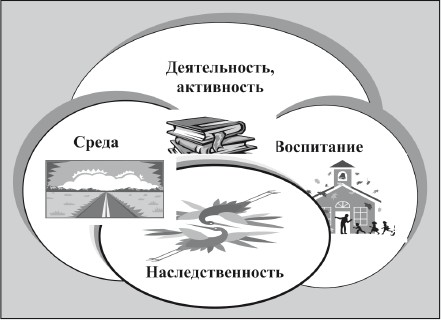 Деятельность,
активность
Среда
Воспитание
Наследственность